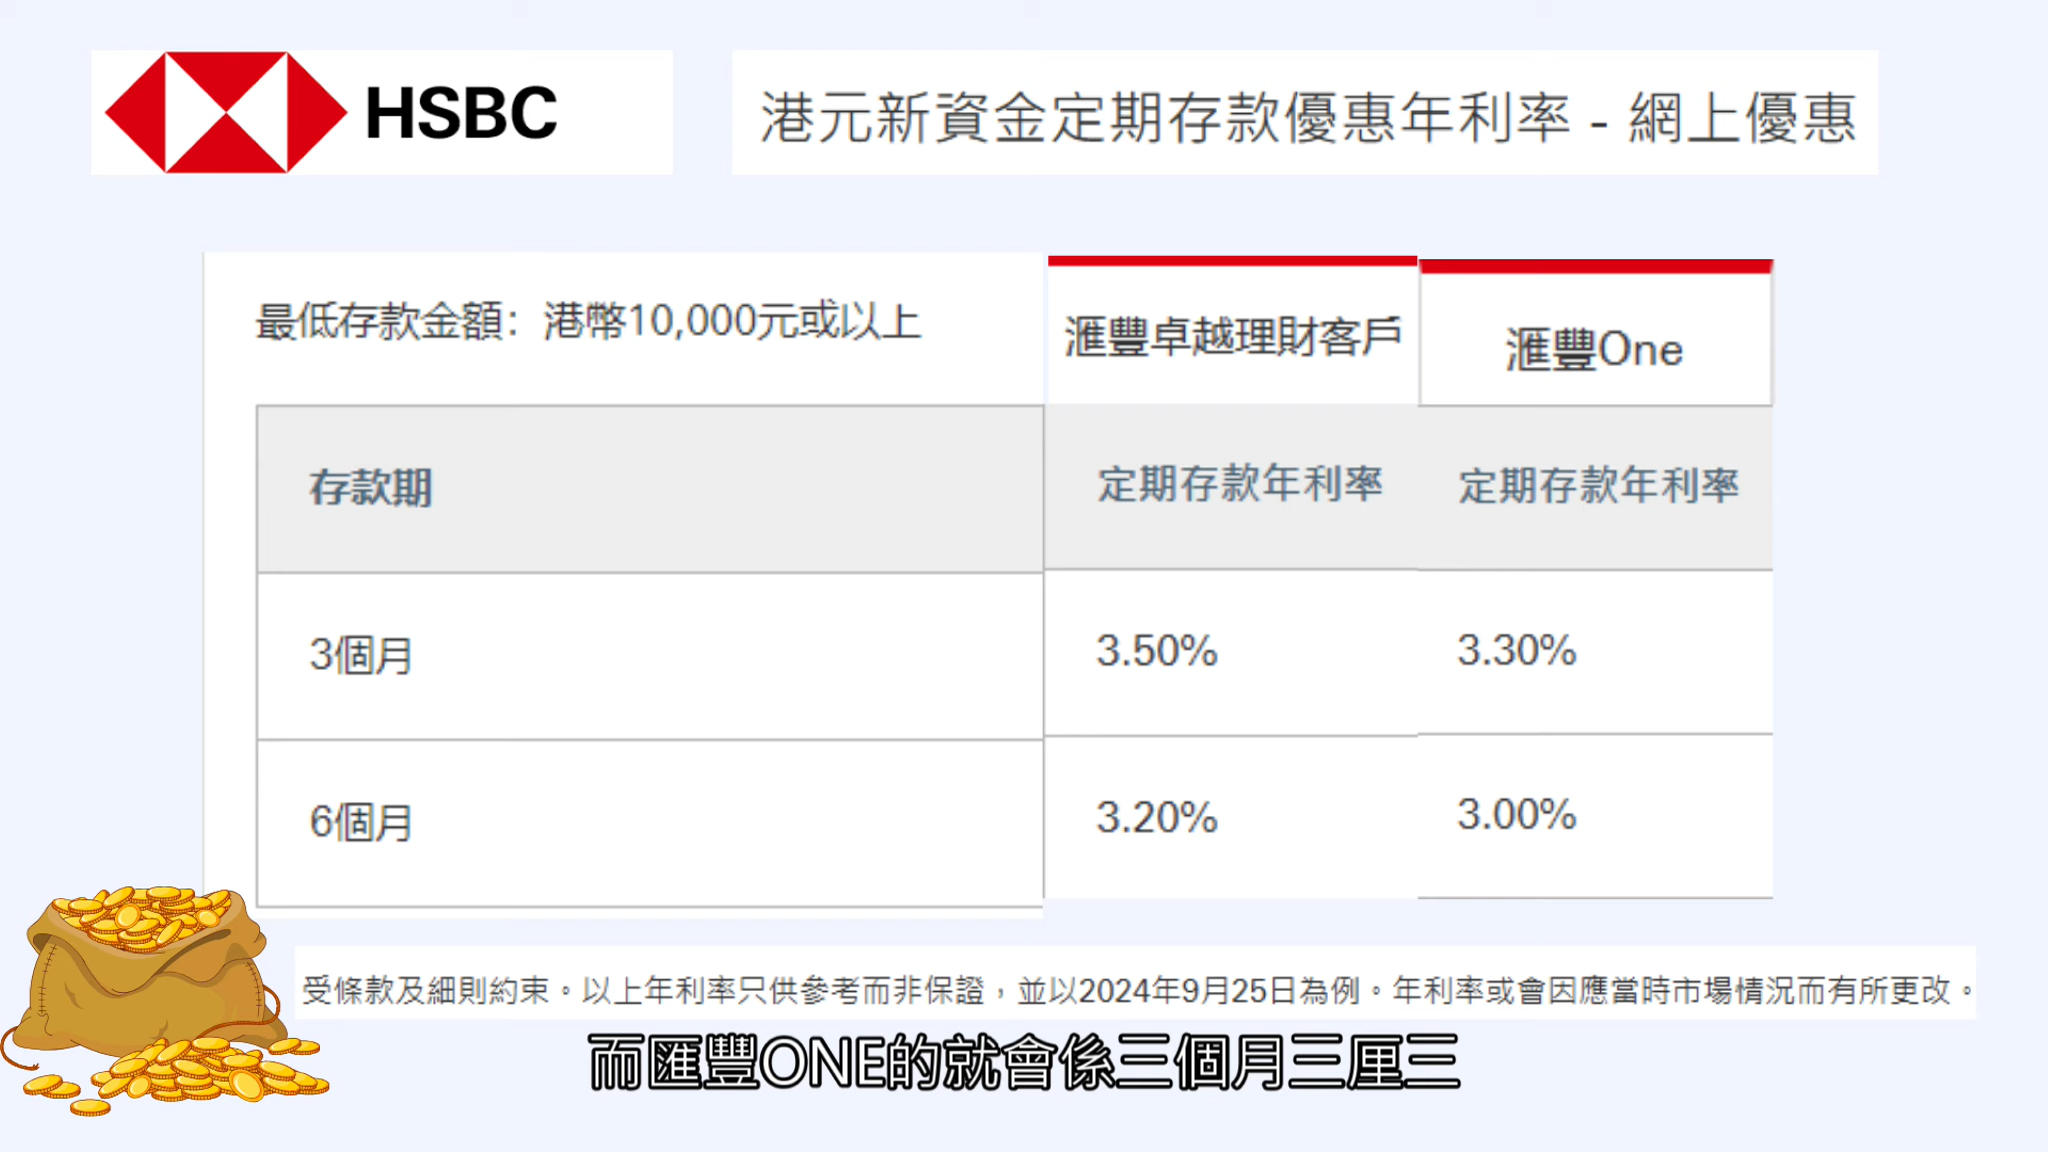 HSBC
港元新資金定期存款優惠年利率 - 網上優惠
最低存款金額：港幣10,000元或以上
滙豐卓越理財客戶
滙豐One
存款期
定期存款年利率
定期存款年利率
3個月
3.50%
3.30%
6個月
3.20%
3.00%
受條款及細則約束。以上年利率只供參考而非保證，並以2024年9月25日為例。年利率或會因應當時市場情況而有所更改。
而匯豐ONE的就會係三個月三厘三